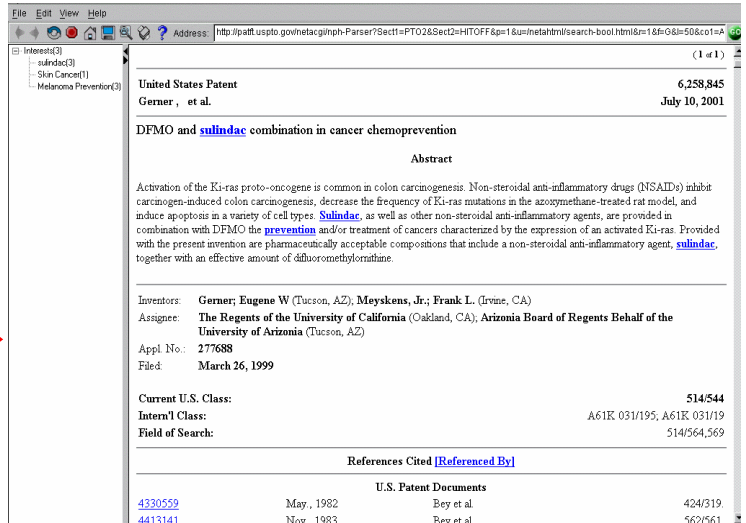 File Edit View Help
Address: http://patft.uspto.gov/netacgi/nph-Parser?Sect1=PTO2&Sect2=HITOFF&p=1&u=/netahtml/search-bool.html&r=1&f=G&l=50&co1=A GO
Interests(3)
sulindac(3)
Skin Cancer(1)
Melanoma Prevention(3)
( 1 of 1 )
United States Patent 6,258,845
Gerner , et al. July 10, 2001
DFMO and sulindac combination in cancer chemoprevention
Abstract
Activation of the Ki-ras proto-oncogene is common in colon carcinogenesis. Non-steroidal anti-inflammatory drugs (NSAIDs) inhibit
carcinogen-induced colon carcinogenesis, decrease the frequency of Ki-ras mutations in the azoxymethane-treated rat model, and
induce apoptosis in a variety of cell types. Sulindac, as well as other non-steroidal anti-inflammatory agents, are provided in
combination with DFMO the prevention and/or treatment of cancers characterized by the expression of an activated Ki-ras. Provided
with the present invention are pharmaceutically acceptable compositions that include a non-steroidal anti-inflammatory agent, sulindac,
together with an effective amount of difluoromethylornithine.
Inventors: Gerner; Eugene W (Tucson, AZ); Meyskens, Jr.; Frank L. (Irvine, CA)
Assignee: The Regents of the University of California (Oakland, CA); Arizonia Board of Regents Behalf of the
University of Arizonia (Tucson, AZ)
Appl. No.: 277688
Filed: March 26, 1999
Current U.S. Class: 514/544
Intern'l Class: A61K 031/195; A61K 031/19
Field of Search: 514/564,569
References Cited [Referenced By]
U.S. Patent Documents
4330559 May., 1982 Bey et al. 424/319.
4413141 Nov., 1983 Bey et al. 562/561.